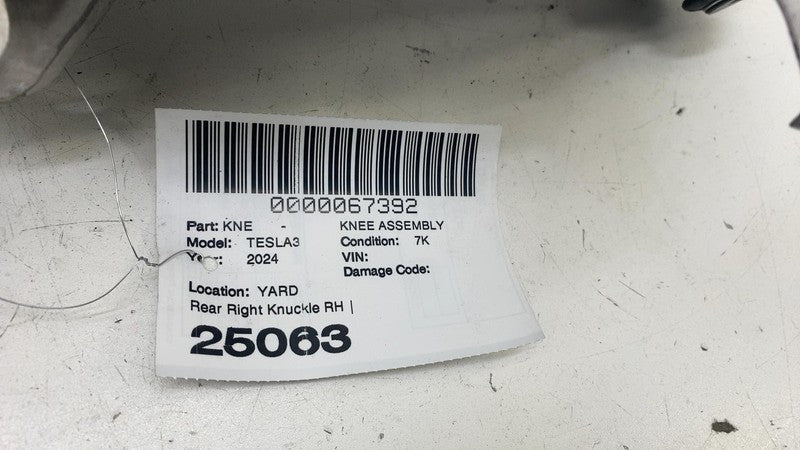 0000067392
Part: KNE - KNEE ASSEMBLY
Model: TESLA3 Condition: 7K
Year: 2024 VIN:
Damage Code:
Location: YARD
Rear Right Knuckle RH |
25063